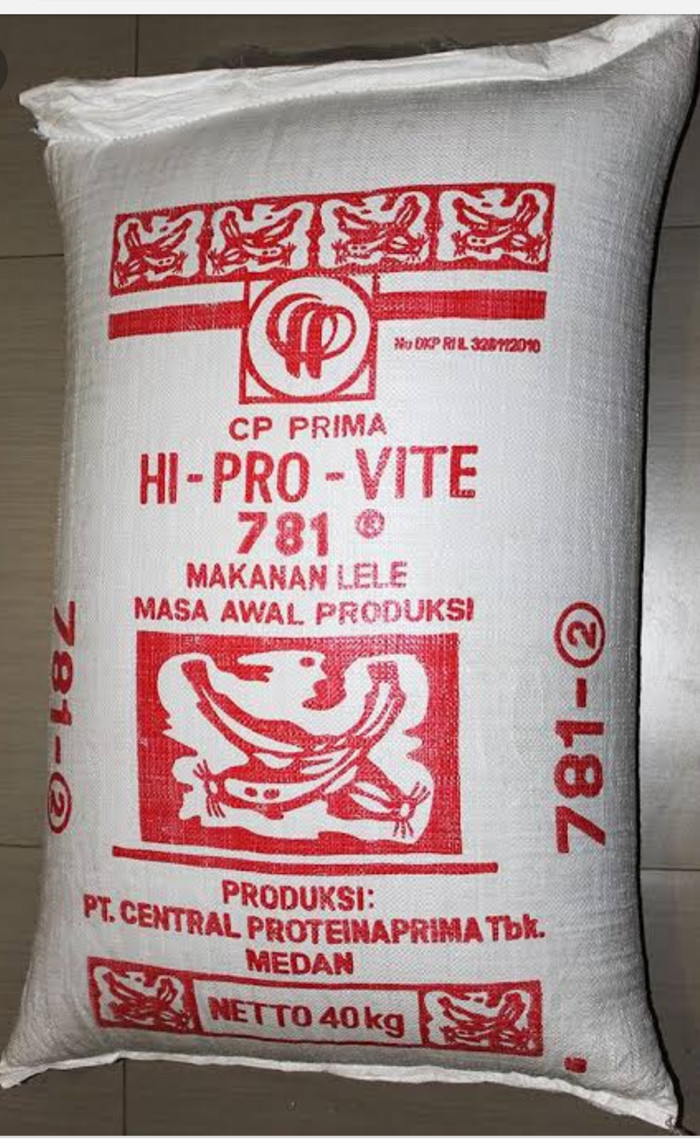 No DKP RI IL 328112010
CP PRIMA
HI-PRO-VITE
781 ®
MAKANAN LELE
MASA AWAL PRODUKSI
781-②
781-②
PRODUKSI:
PT. CENTRAL PROTEINAPRIMA Tbk.
MEDAN
NETTO 40 kg